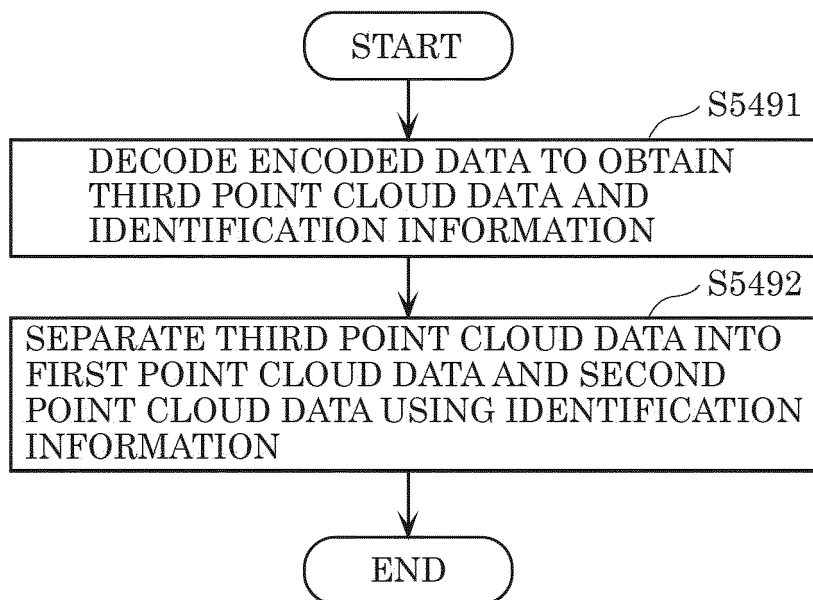 START
S5491
DECODE ENCODED DATA TO OBTAIN
THIRD POINT CLOUD DATA AND
IDENTIFICATION INFORMATION
S5492
SEPARATE THIRD POINT CLOUD DATA INTO
FIRST POINT CLOUD DATA AND SECOND
POINT CLOUD DATA USING IDENTIFICATION
INFORMATION
END